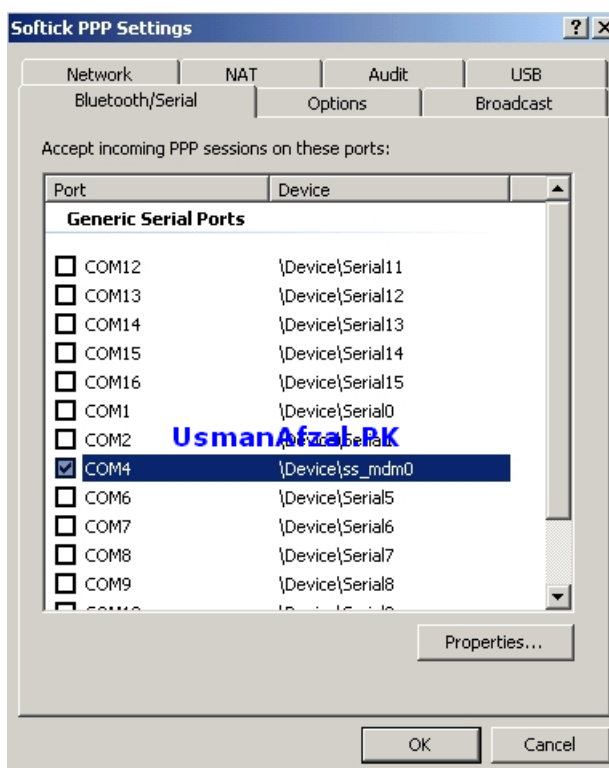 Softick PPP Settings
Network NAT Audit USB
Bluetooth/Serial Options Broadcast
Accept incoming PPP sessions on these ports:
Port Device
Generic Serial Ports
COM12 \Device\Serial11
COM13 \Device\Serial12
COM14 \Device\Serial13
COM15 \Device\Serial14
COM16 \Device\Serial15
COM1 \Device\Serial0
COM2
UsmanAfzal.PK
COM4 \Device\ss_mdm0
COM6 \Device\Serial5
COM7 \Device\Serial6
COM8 \Device\Serial7
COM9 \Device\Serial8
Properties...
OK Cancel